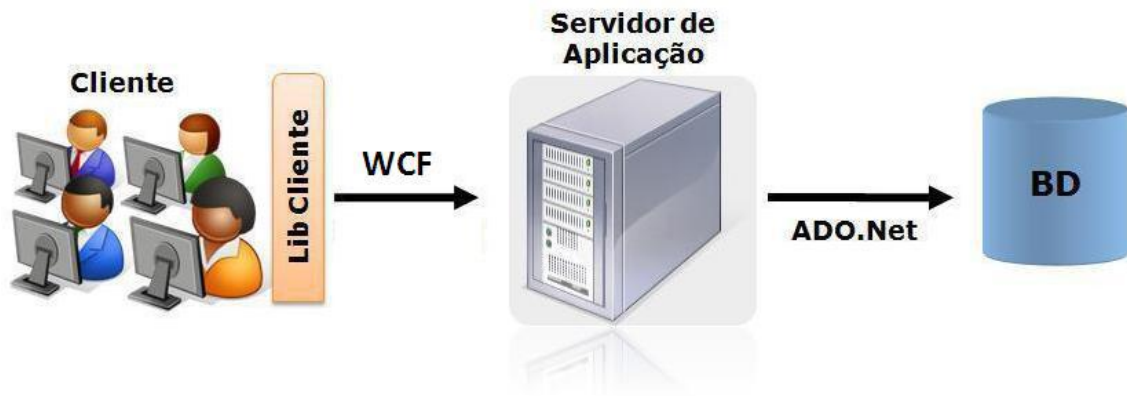 Cliente
Lib Cliente
WCF
Servidor de
Aplicação
ADO.Net
BD